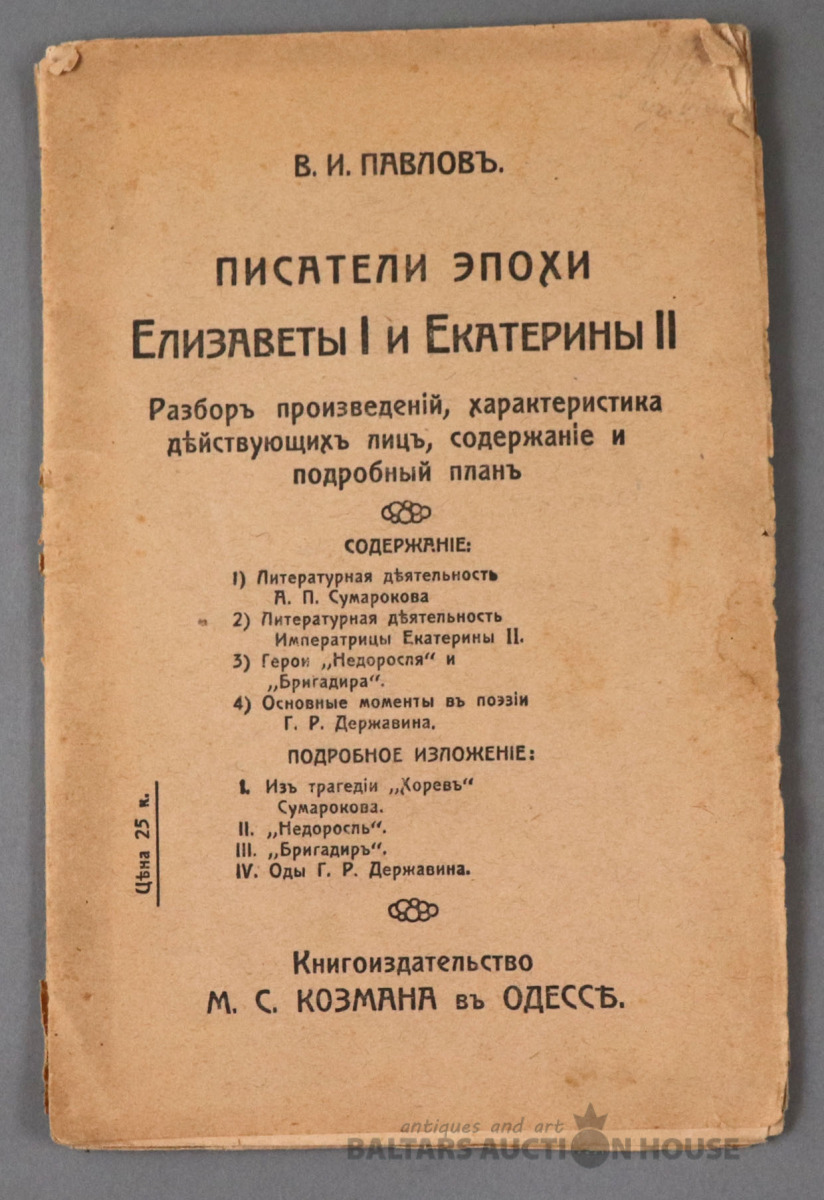 В. И. ПАВЛОВЪ.
ПИСАТЕЛИ ЭПОХИ
ЕЛИЗАВЕТЫ I И ЕКАТЕРИНЫ II
Разборъ произведеній, характеристика
дѣйствующихъ лицъ, содержаніе и
подробный планъ
СОДЕРЖАНІЕ:
1) Литературная дѣятельность
А. П. Сумарокова
2) Литературная дѣятельность
Императрицы Екатерины II.
3) Герои „Недоросля“ и
„Бригадира“.
4) Основные моменты въ поэзіи
Г. Р. Державина.
ПОДРОБНОЕ ИЗЛОЖЕНІЕ:
I. Изъ трагедіи „Хоревъ“
Сумарокова.
II. „Недоросль“.
III. „Бригадиръ“.
IV. Оды Г. Р. Державина.
Цѣна 25 к.
Книгоиздательство
М. С. КОЗМАНА въ ОДЕССѢ.
antiques and art
BALTARS AUCTION HOUSE